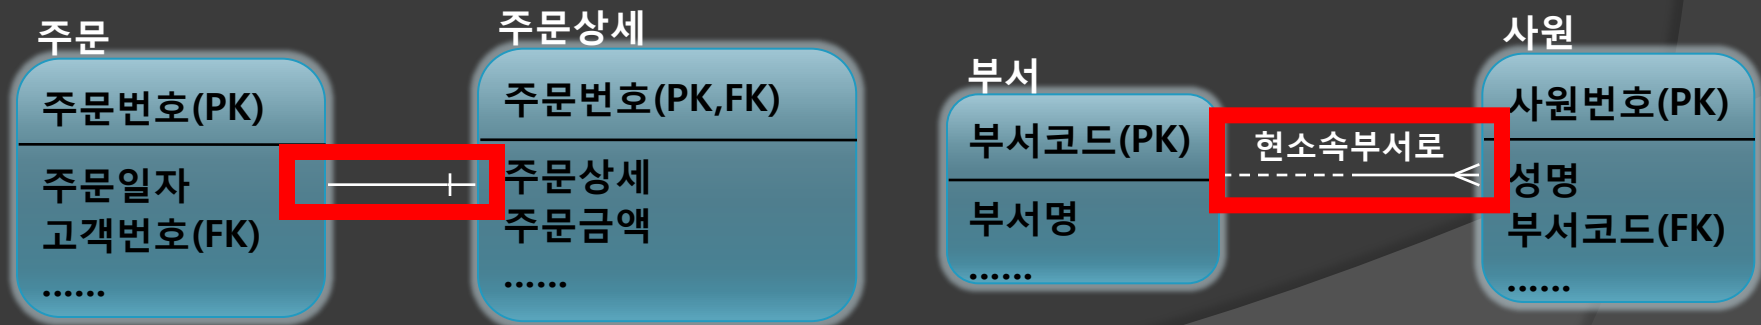 주문
주문번호(PK)
주문일자
고객번호(FK)
......
주문상세
주문번호(PK,FK)
주문상세
주문금액
......
부서
부서코드(PK)
부서명
......
현소속부서로
사원
사원번호(PK)
성명
부서코드(FK)
......